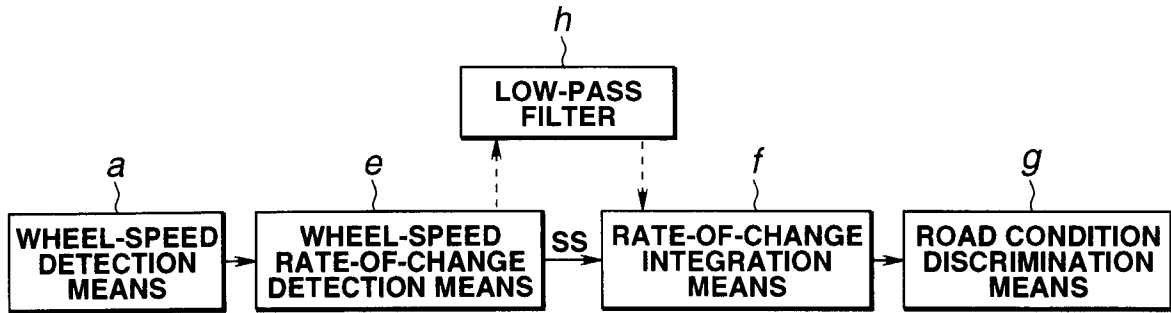 h
LOW-PASS
FILTER
a
e
f
g
WHEEL-SPEED
DETECTION
MEANS
WHEEL-SPEED
RATE-OF-CHANGE
DETECTION MEANS
SS
RATE-OF-CHANGE
INTEGRATION
MEANS
ROAD CONDITION
DISCRIMINATION
MEANS